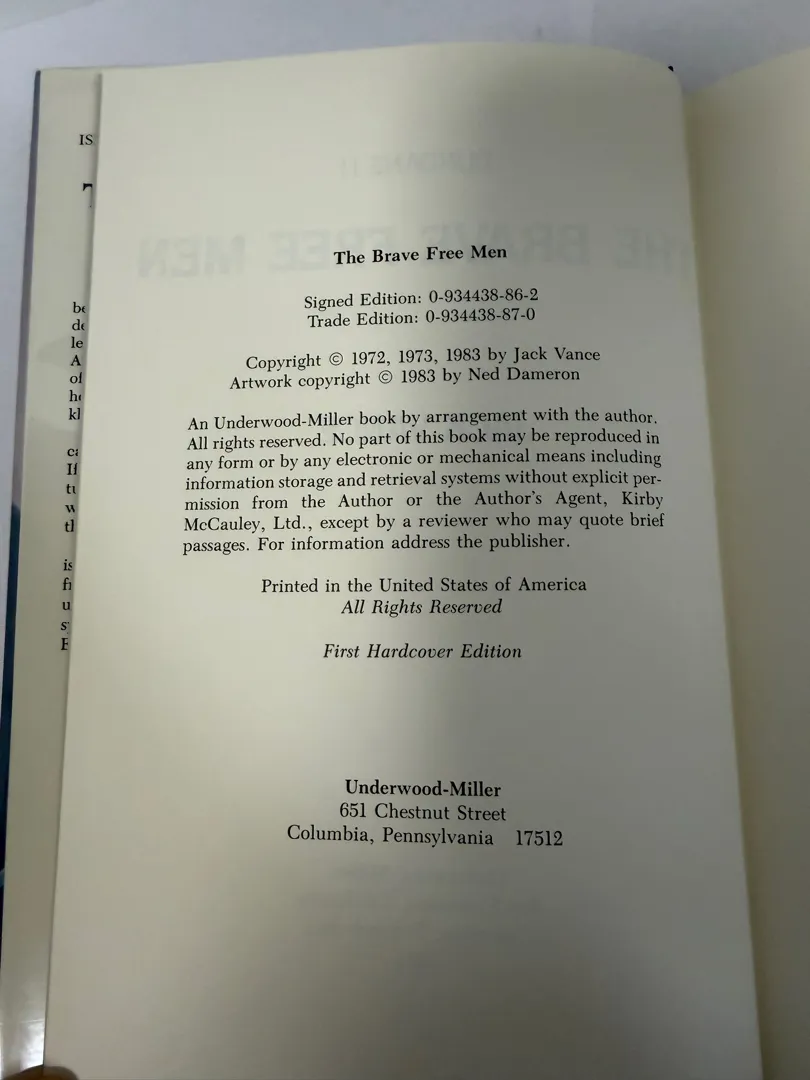 The Brave Free Men
Signed Edition: 0-934438-86-2
Trade Edition: 0-934438-87-0
Copyright © 1972, 1973, 1983 by Jack Vance
Artwork copyright © 1983 by Ned Dameron
An Underwood-Miller book by arrangement with the author.
All rights reserved. No part of this book may be reproduced in
any form or by any electronic or mechanical means including
information storage and retrieval systems without explicit per-
mission from the Author or the Author's Agent, Kirby
McCauley, Ltd., except by a reviewer who may quote brief
passages. For information address the publisher.
Printed in the United States of America
All Rights Reserved
First Hardcover Edition
Underwood-Miller
651 Chestnut Street
Columbia, Pennsylvania 17512